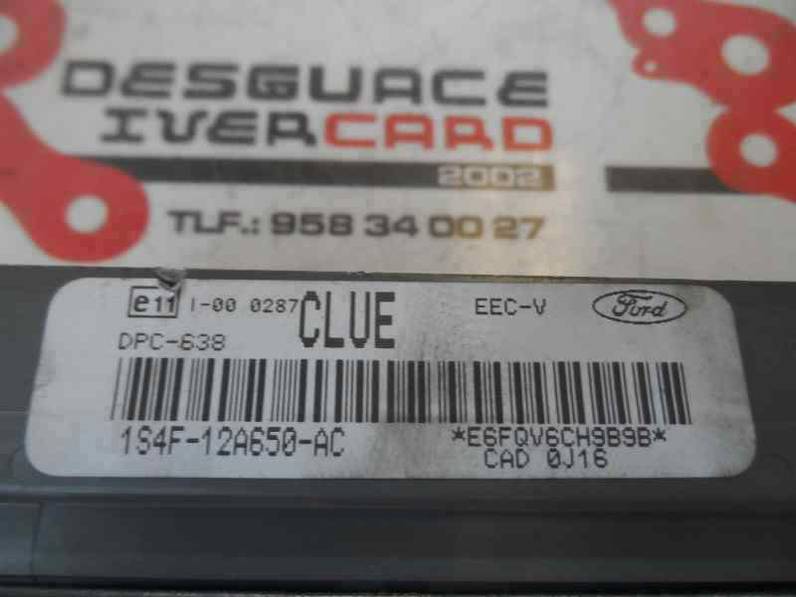 DESGUACE
IVERCARD
2002
TLF.: 958 34 00 27
e11 I-00 0287 CLUE EEC-V Ford
DPC-638
1S4F-12A650-AC *E6FQV6CH9B9B*
CAD 0J16